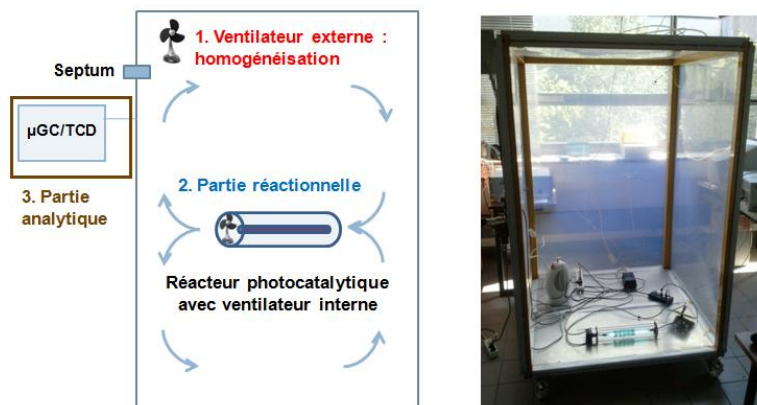 1. Ventilateur externe :
homogénéisation
Septum
µGC/TCD
3. Partie
analytique
2. Partie réactionnelle
Réacteur photocatalytique
avec ventilateur interne